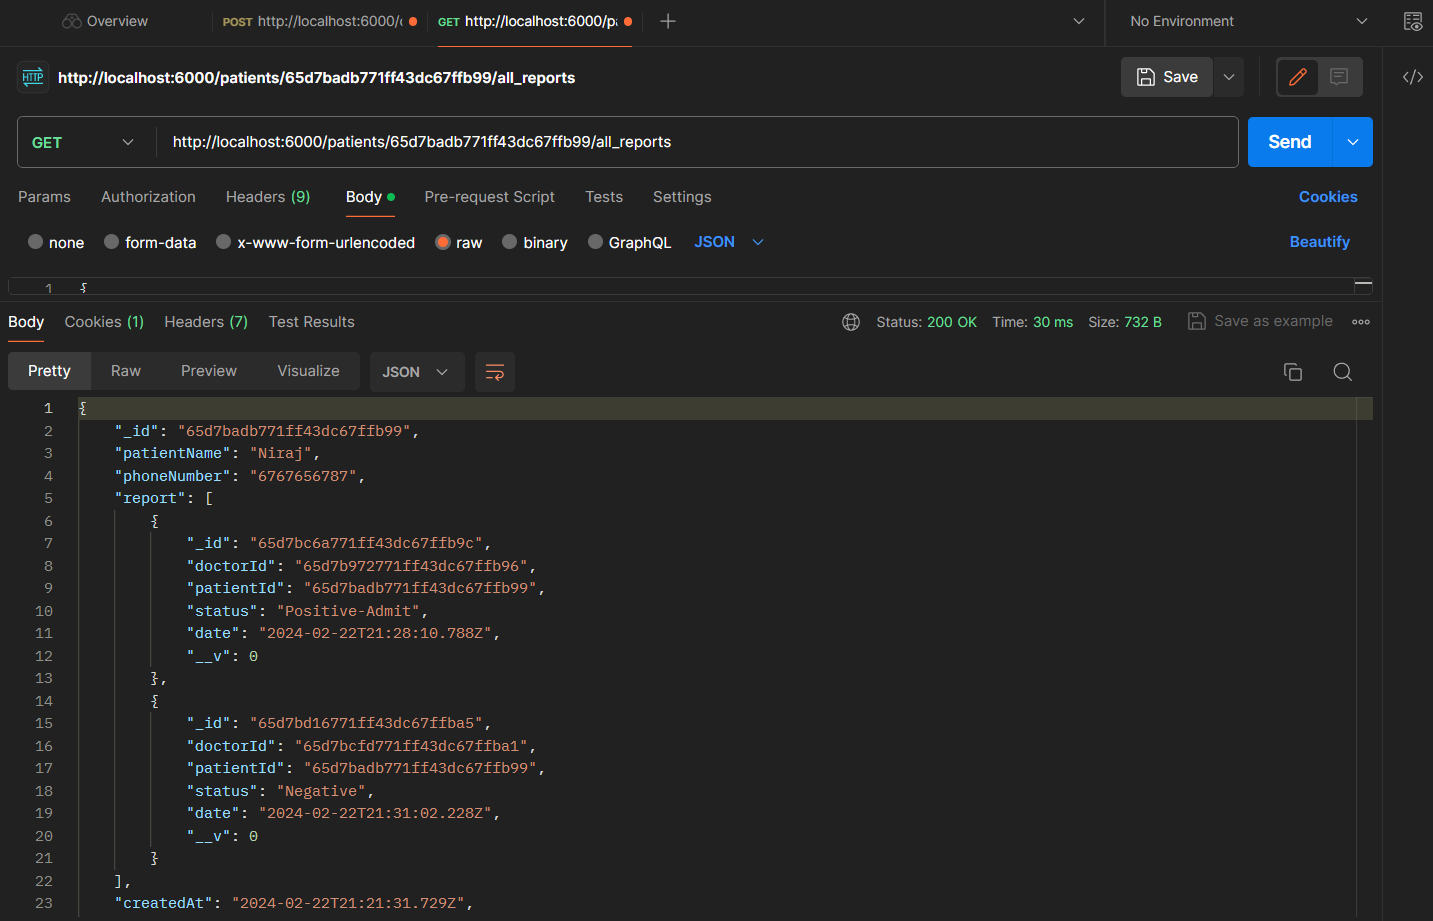 Overview POST http://localhost:6000/ GET http://localhost:6000/pa No Environment
HTTP http://localhost:6000/patients/65d7badb771ff43dc67ffb99/all_reports Save
GET http://localhost:6000/patients/65d7badb771ff43dc67ffb99/all_reports Send
Params Authorization Headers (9) Body Pre-request Script Tests Settings Cookies
none form-data x-www-form-urlencoded raw binary GraphQL JSON Beautify
1 {
Body Cookies (1) Headers (7) Test Results Status: 200 OK Time: 30 ms Size: 732 B Save as example
Pretty Raw Preview Visualize JSON
1 {
2 "_id": "65d7badb771ff43dc67ffb99",
3 "patientName": "Niraj",
4 "phoneNumber": "6767656787",
5 "report": [
6 {
7 "_id": "65d7bc6a771ff43dc67ffb9c",
8 "doctorId": "65d7b972771ff43dc67ffb96",
9 "patientId": "65d7badb771ff43dc67ffb99",
10 "status": "Positive-Admit",
11 "date": "2024-02-22T21:28:10.788Z",
12 "__v": 0
13 },
14 {
15 "_id": "65d7bd16771ff43dc67ffba5",
16 "doctorId": "65d7bcfd771ff43dc67ffba1",
17 "patientId": "65d7badb771ff43dc67ffb99",
18 "status": "Negative",
19 "date": "2024-02-22T21:31:02.228Z",
20 "__v": 0
21 }
22 ],
23 "createdAt": "2024-02-22T21:21:31.729Z",